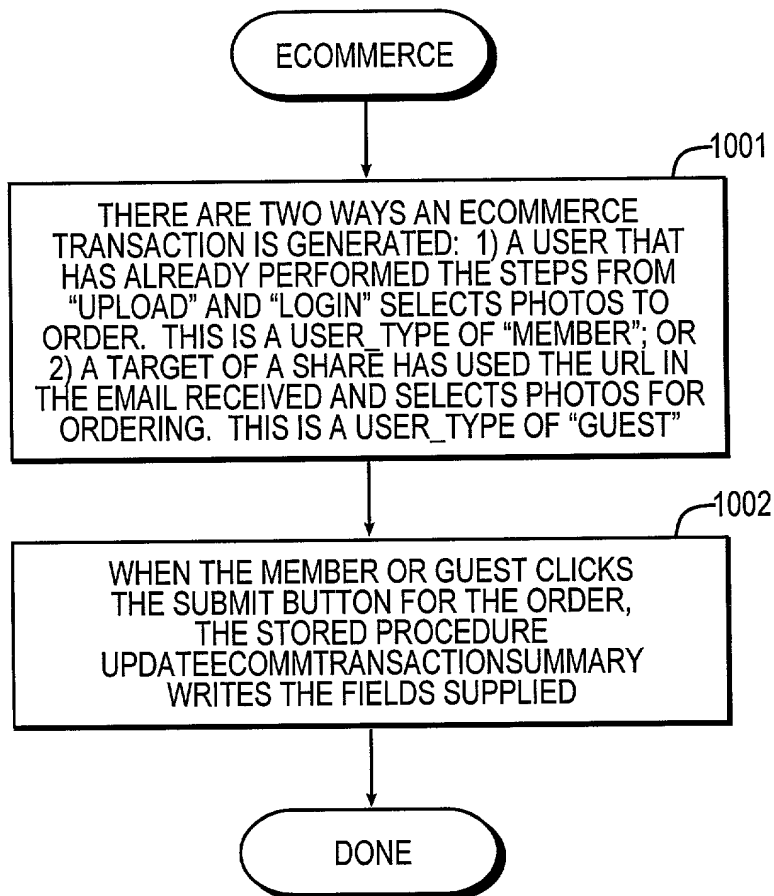 ECOMMERCE
1001
THERE ARE TWO WAYS AN ECOMMERCE
TRANSACTION IS GENERATED: 1) A USER THAT
HAS ALREADY PERFORMED THE STEPS FROM
“UPLOAD” AND “LOGIN” SELECTS PHOTOS TO
ORDER. THIS IS A USER_TYPE OF “MEMBER”; OR
2) A TARGET OF A SHARE HAS USED THE URL IN
THE EMAIL RECEIVED AND SELECTS PHOTOS FOR
ORDERING. THIS IS A USER_TYPE OF “GUEST”
1002
WHEN THE MEMBER OR GUEST CLICKS
THE SUBMIT BUTTON FOR THE ORDER,
THE STORED PROCEDURE
UPDATEECOMMTRANSACTIONSUMMARY
WRITES THE FIELDS SUPPLIED
DONE